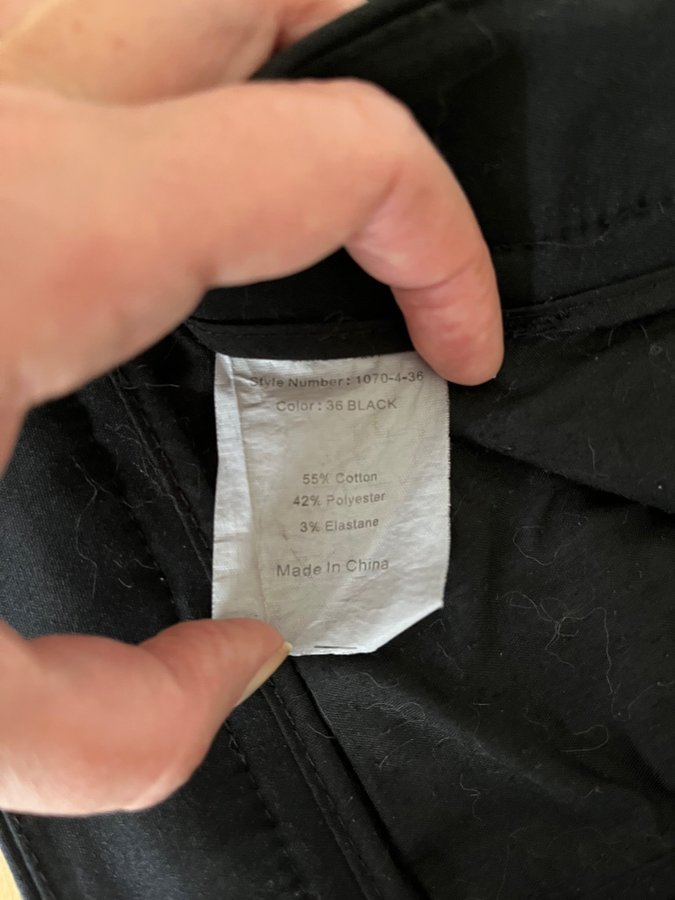 Style Number: 1070-4-36
Color: 36 BLACK
55% Cotton
42% Polyester
3% Elastane
Made In China